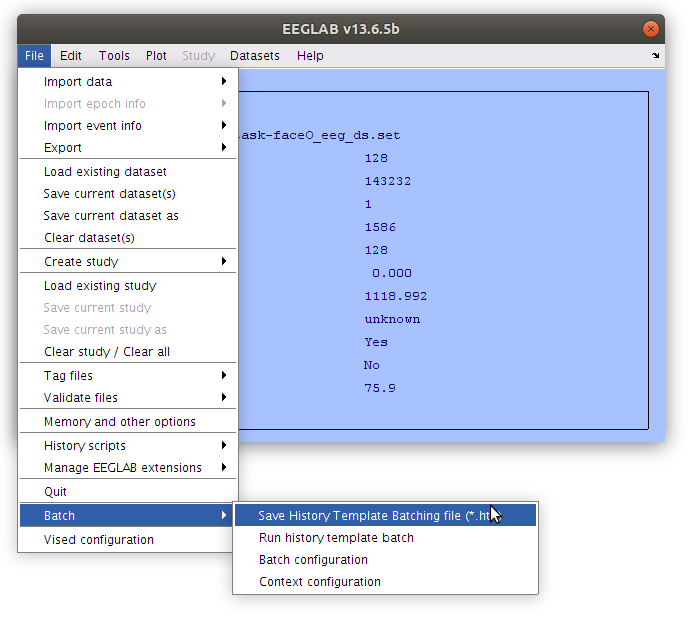 EEGLAB v13.6.5b
File Edit Tools Plot Study Datasets Help
Import data
Import epoch info
Import event info
Export
Load existing dataset
Save current dataset(s)
Save current dataset as
Clear dataset(s)
Create study
Load existing study
Save current study
Save current study as
Clear study / Clear all
Tag files
Validate files
Memory and other options
History scripts
Manage EEGLAB extensions
Quit
Batch
Vised configuration
ask-faceO_eeg_ds.set
128
143232
1
1586
128
0.000
1118.992
unknown
Yes
No
75.9
Save History Template Batching file (*.ht
Run history template batch
Batch configuration
Context configuration